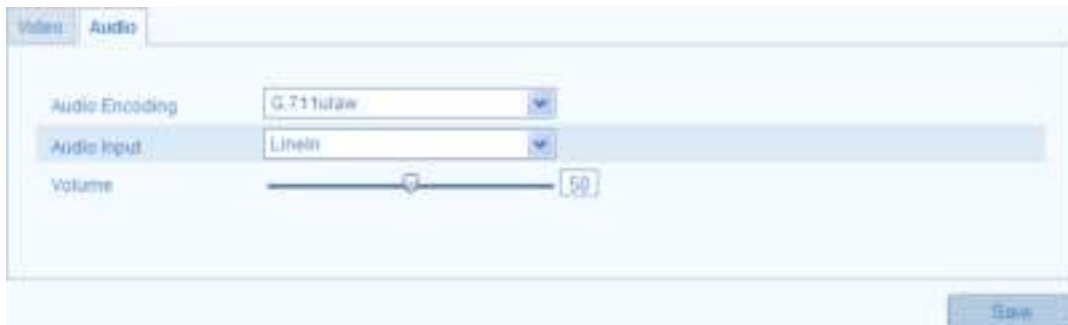 Video Audio
Audio Encoding G.711ulaw
Audio Input LineIn
Volume 50
Save